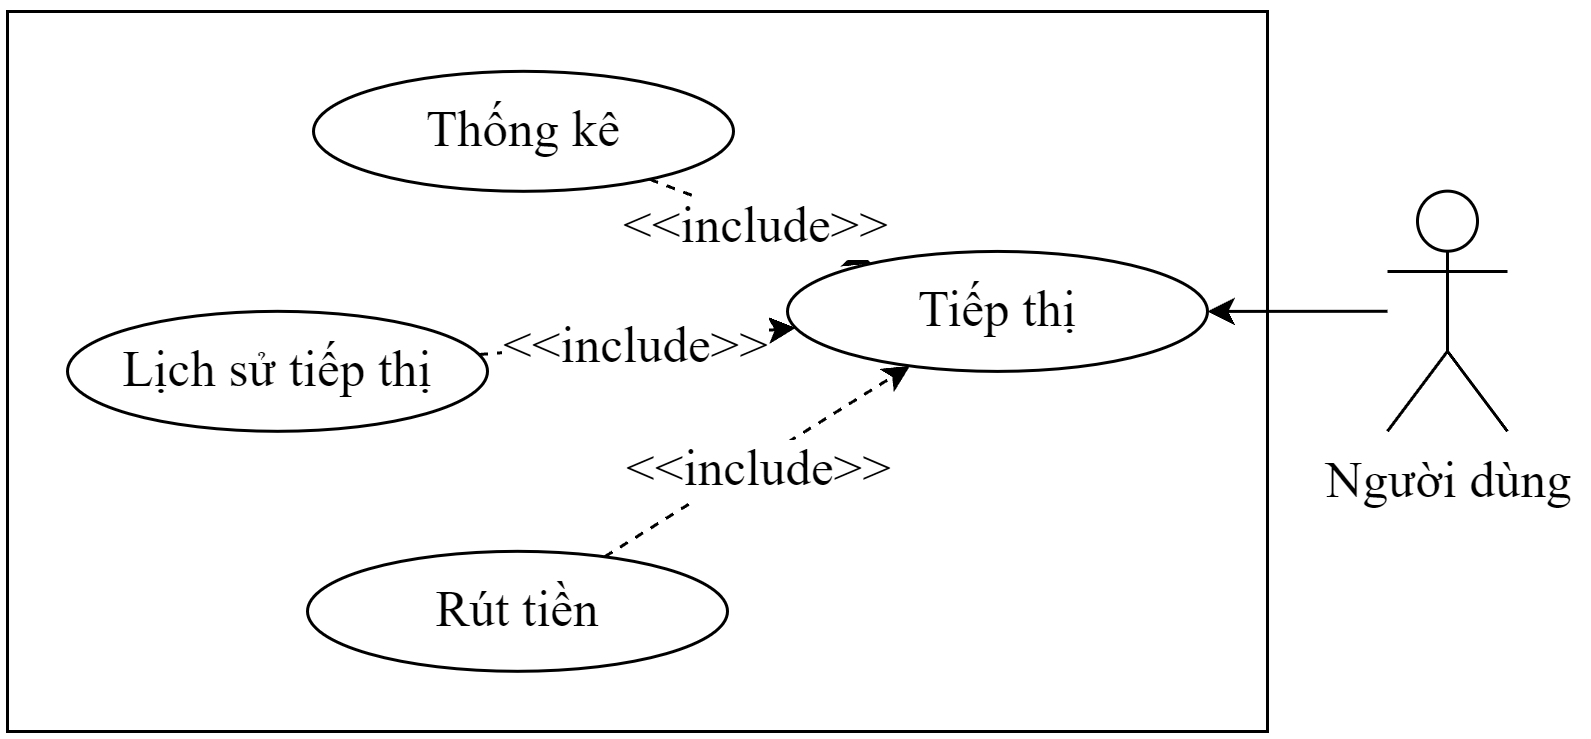 Thống kê
<<include>>
Tiếp thị
<<include>>
Lịch sử tiếp thị
<<include>>
Người dùng
Rút tiền